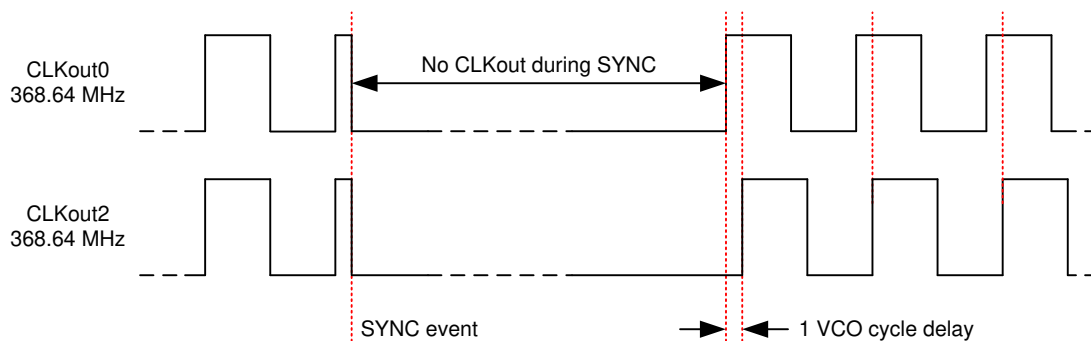 CLKout0
368.64 MHz
No CLKout during SYNC
CLKout2
368.64 MHz
SYNC event
1 VCO cycle delay